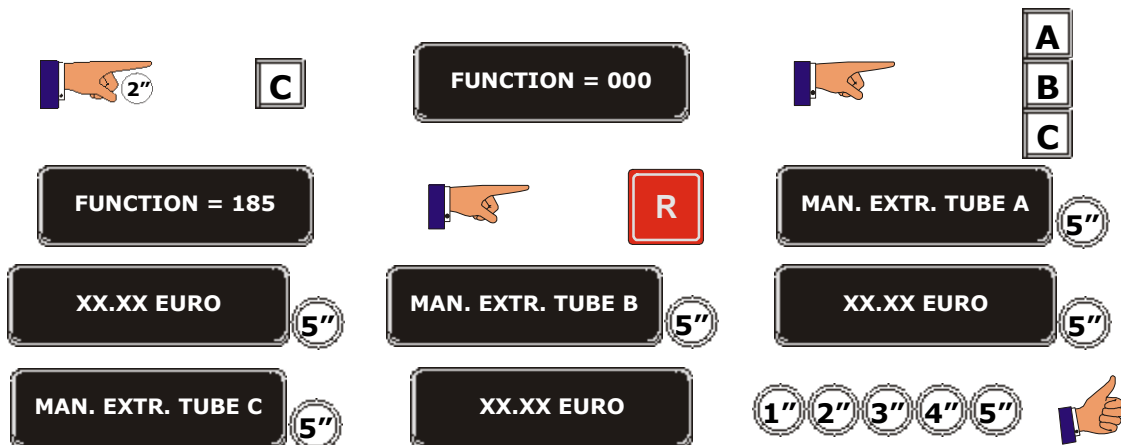 2″
C
FUNCTION = 000
A
B
C
FUNCTION = 185
R
MAN. EXTR. TUBE A
5″
XX.XX EURO
5″
MAN. EXTR. TUBE B
5″
XX.XX EURO
5″
MAN. EXTR. TUBE C
5″
XX.XX EURO
1″ 2″ 3″ 4″ 5″